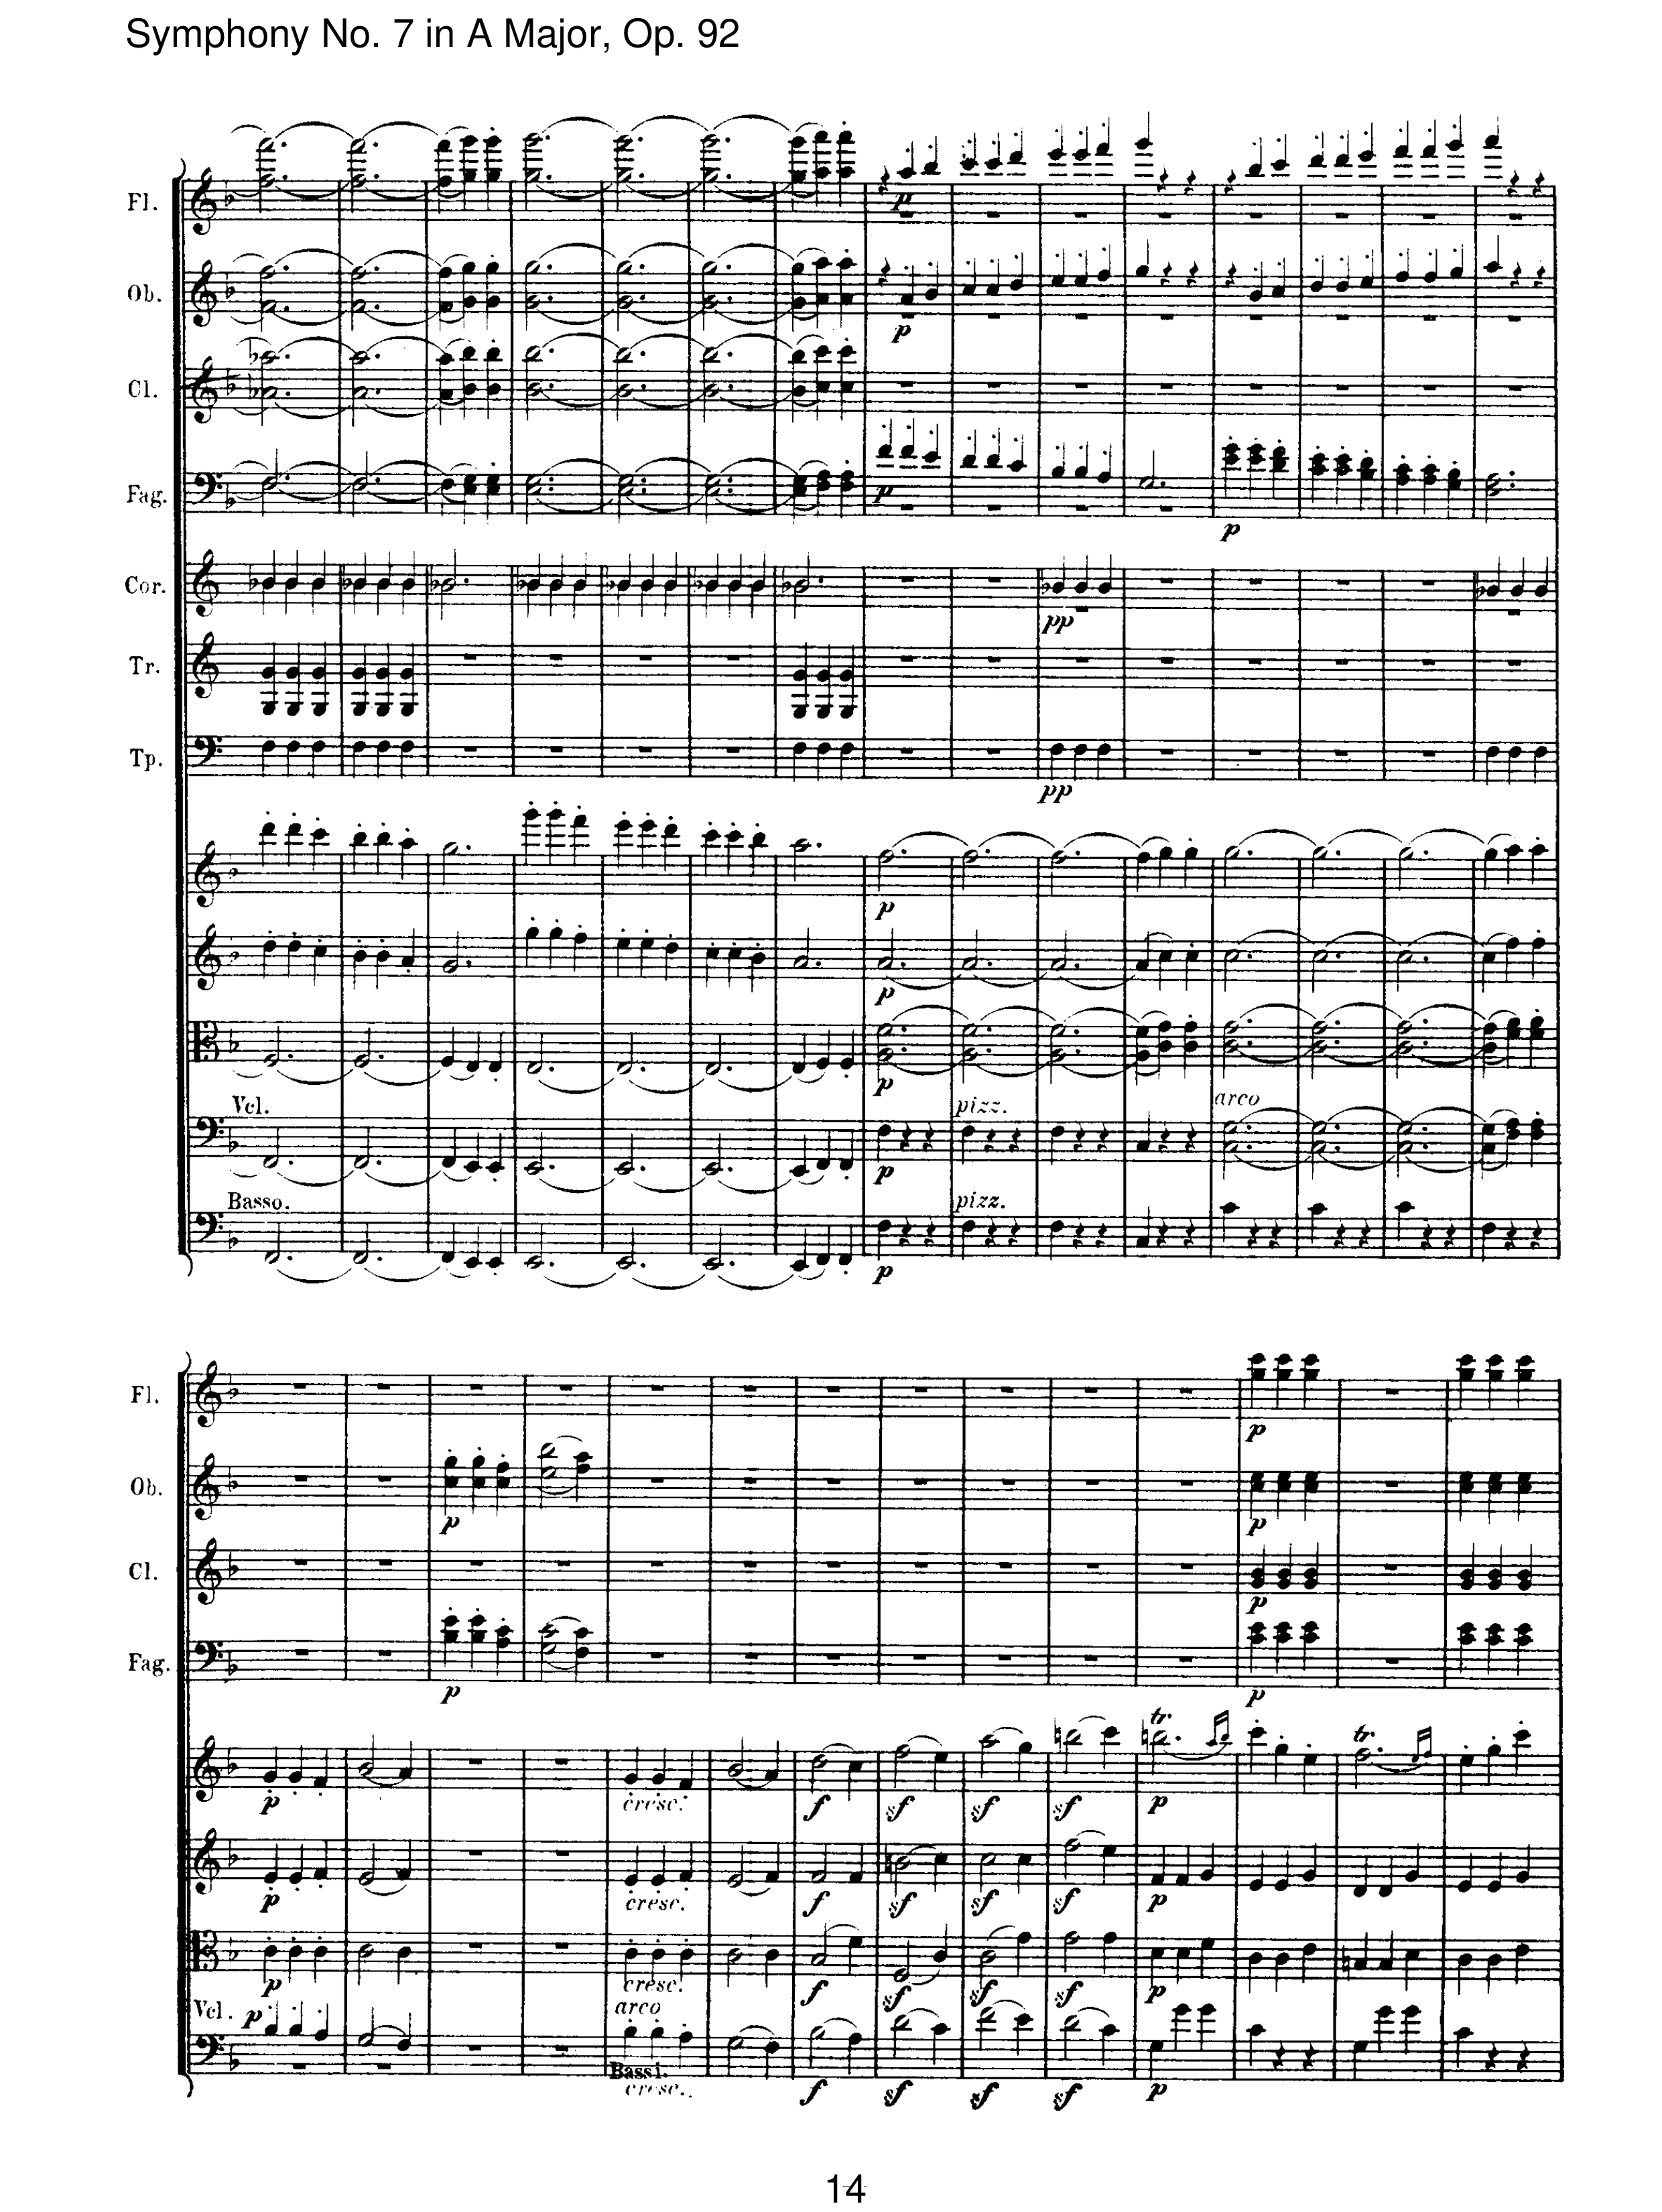 Symphony No. 7 in A Major, Op. 92
Fl.
p
Ob.
p
Cl.
Fag.
p
p
Cor.
pp
Tr.
Tp.
pp
p
p
p
Vcl.
pizz.
arco
p
Basso.
pizz.
p
Fl.
p
Ob.
p
p
Cl.
p
Fag.
p
p
tr.
tr.
p
cresc.
f
sf
sf
sf
p
p
cresc.
f
sf
sf
sf
p
p
cresc.
f
sf
sf
sf
p
Vcl.
p
arco
Bassi.
cresc.
f
sf
sf
sf
p
14